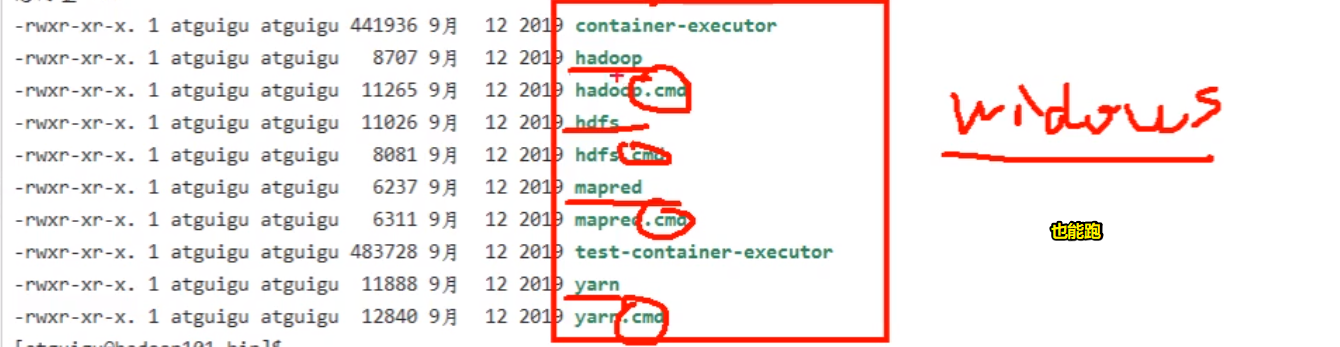 -rwxr-xr-x. 1 atguigu atguigu 441936 9月 12 2019 container-executor
-rwxr-xr-x. 1 atguigu atguigu 8707 9月 12 2019 hadoop
-rwxr-xr-x. 1 atguigu atguigu 11265 9月 12 2019 hadoop.cmd
-rwxr-xr-x. 1 atguigu atguigu 11026 9月 12 2019 hdfs
-rwxr-xr-x. 1 atguigu atguigu 8081 9月 12 2019 hdfs.cmd
-rwxr-xr-x. 1 atguigu atguigu 6237 9月 12 2019 mapred
-rwxr-xr-x. 1 atguigu atguigu 6311 9月 12 2019 mapred.cmd
-rwxr-xr-x. 1 atguigu atguigu 483728 9月 12 2019 test-container-executor
-rwxr-xr-x. 1 atguigu atguigu 11888 9月 12 2019 yarn
-rwxr-xr-x. 1 atguigu atguigu 12840 9月 12 2019 yarn.cmd
windows
也能跑